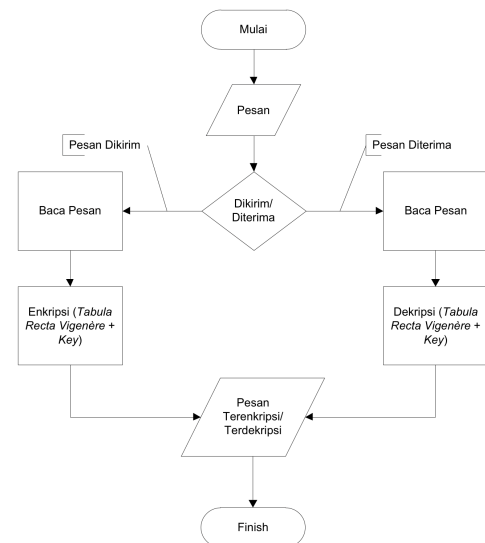 Mulai
Pesan
Pesan Dikirim
Pesan Diterima
Dikirim/
Diterima
Baca Pesan
Baca Pesan
Enkripsi (Tabula
Recta Vigenère +
Key)
Dekripsi (Tabula
Recta Vigenère +
Key)
Pesan
Terenkripsi/
Terdekripsi
Finish